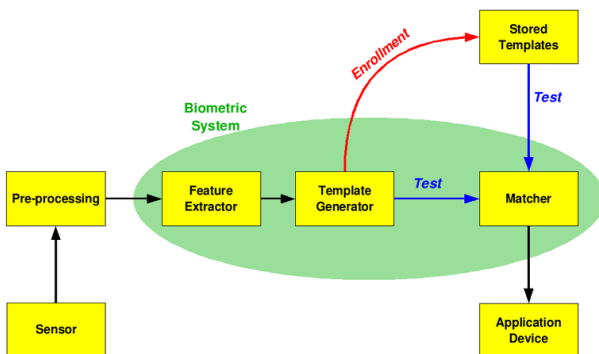 Stored
Templates
Enrollment
Test
Biometric
System
Pre-processing
Feature
Extractor
Template
Generator
Test
Matcher
Sensor
Application
Device